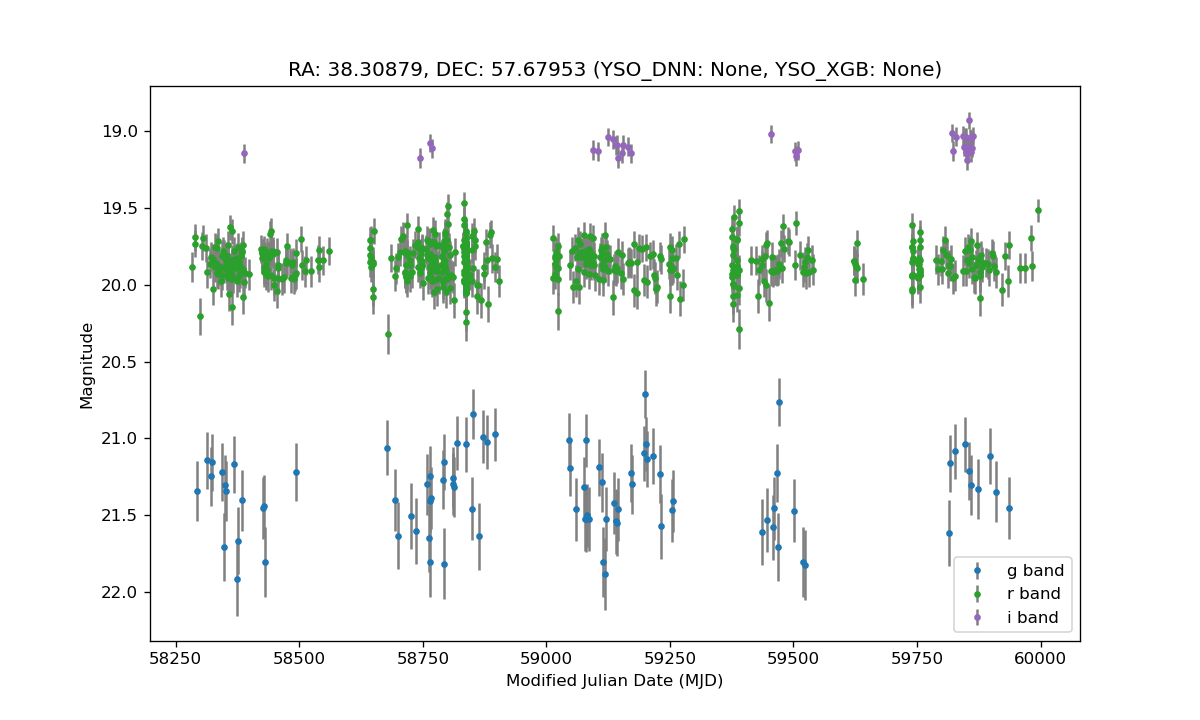 RA: 38.30879, DEC: 57.67953 (YSO_DNN: None, YSO_XGB: None)
Magnitude
19.0
19.5
20.0
20.5
21.0
21.5
22.0
g band
r band
i band
58250 58500 58750 59000 59250 59500 59750 60000
Modified Julian Date (MJD)